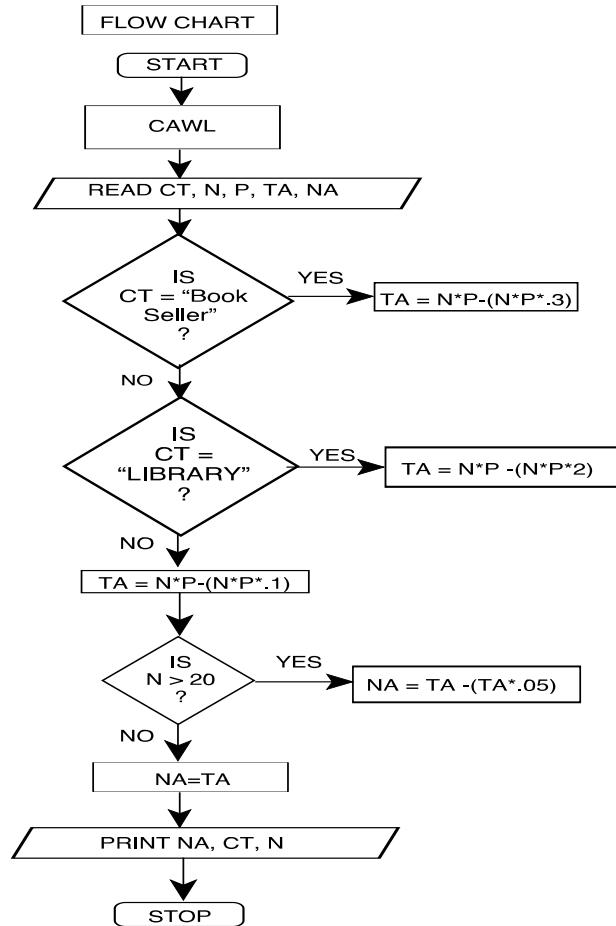 FLOW CHART
START
CAWL
READ CT, N, P, TA, NA
IS
CT = “Book
Seller”
?
YES
TA = N*P-(N*P*.3)
NO
IS
CT =
“LIBRARY”
?
YES
TA = N*P -(N*P*2)
NO
TA = N*P-(N*P*.1)
IS
N > 20
?
YES
NA = TA -(TA*.05)
NO
NA=TA
PRINT NA, CT, N
STOP